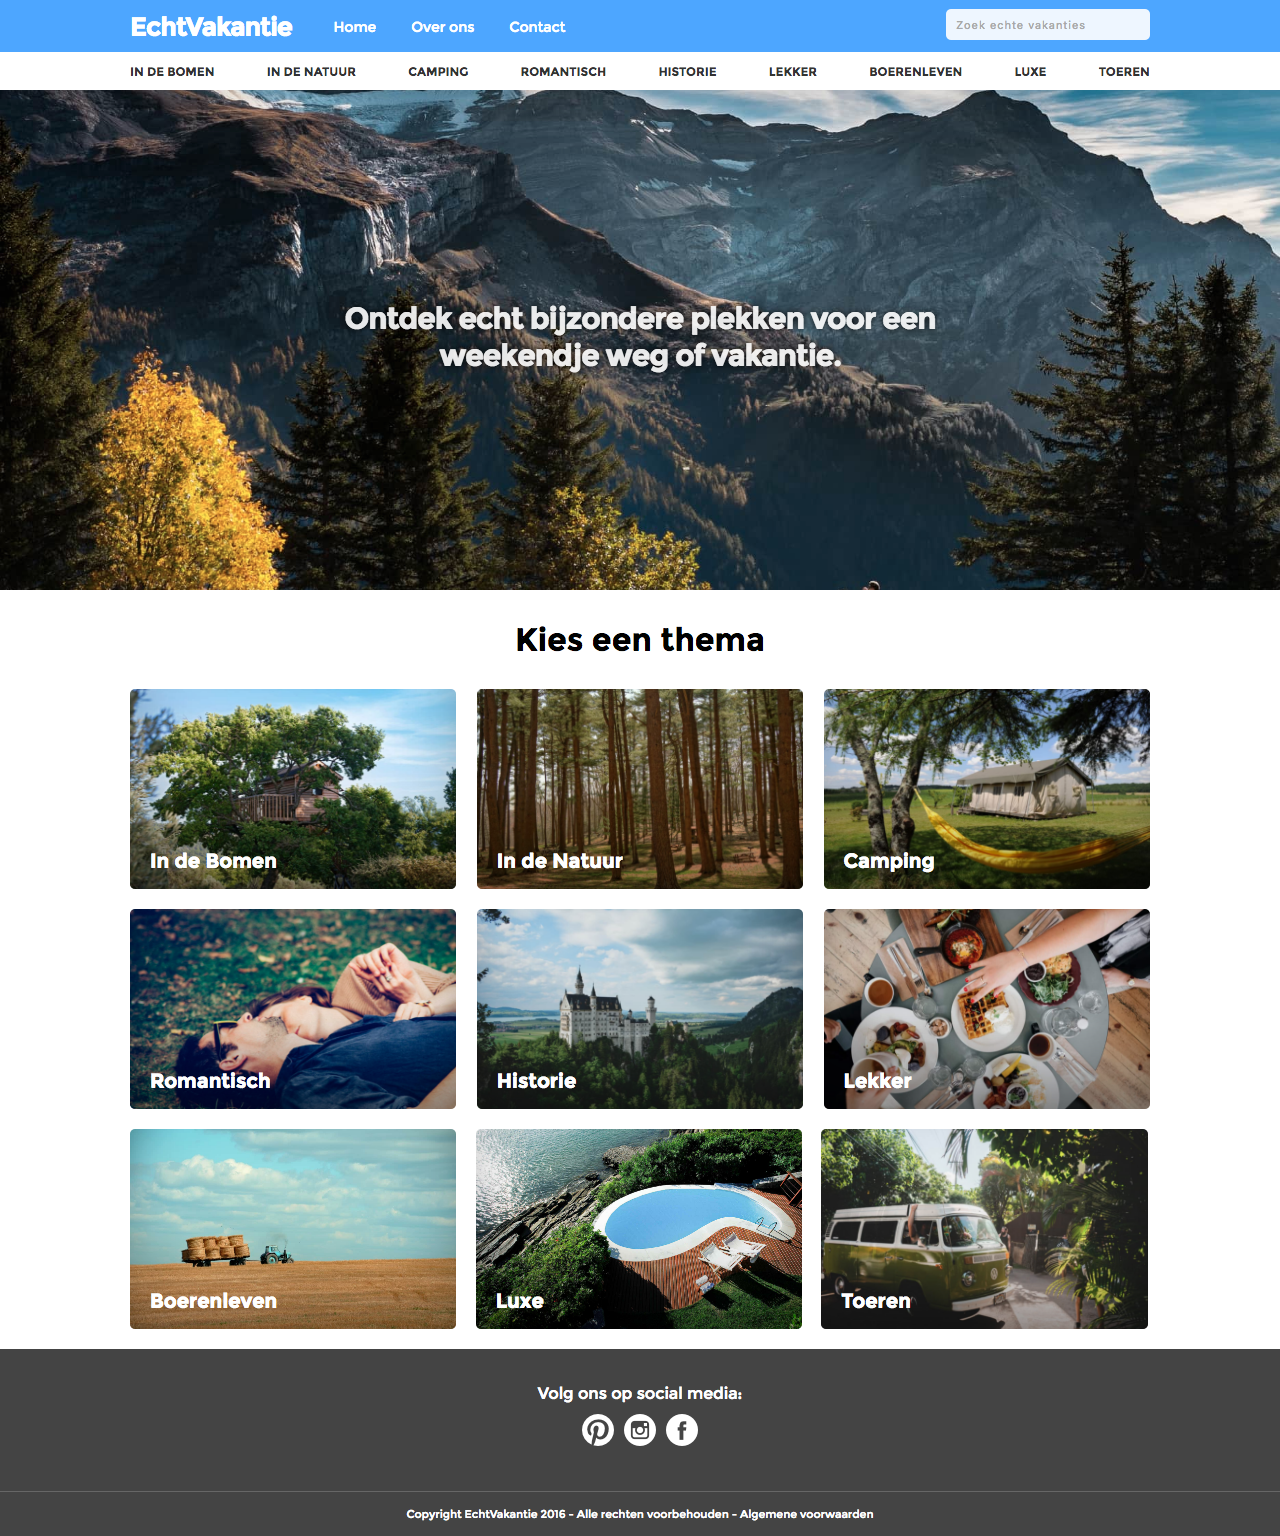 EchtVakantie Home Over ons Contact Zoek echte vakanties
IN DE BOMEN IN DE NATUUR CAMPING ROMANTISCH HISTORIE LEKKER BOERENLEVEN LUXE TOEREN
Ontdek echt bijzondere plekken voor een
weekendje weg of vakantie.
Kies een thema
In de Bomen In de Natuur Camping
Romantisch Historie Lekker
Boerenleven Luxe Toeren
Volg ons op social media:
Copyright EchtVakantie 2016 - Alle rechten voorbehouden - Algemene voorwaarden